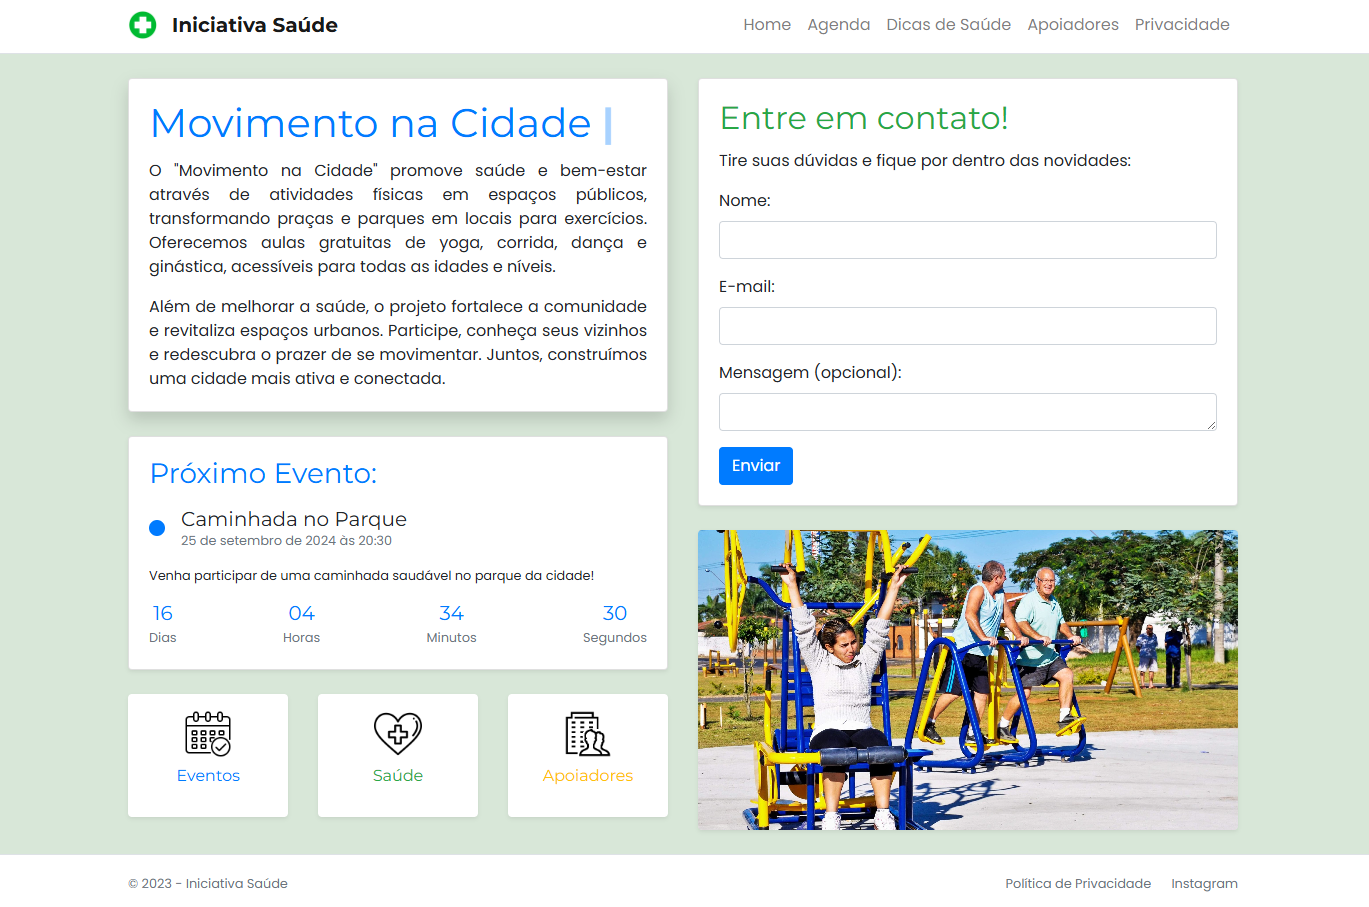 Iniciativa Saúde
Home Agenda Dicas de Saúde Apoiadores Privacidade
Movimento na Cidade |
O "Movimento na Cidade" promove saúde e bem-estar
através de atividades físicas em espaços públicos,
transformando praças e parques em locais para exercícios.
Oferecemos aulas gratuitas de yoga, corrida, dança e
ginástica, acessíveis para todas as idades e níveis.
Além de melhorar a saúde, o projeto fortalece a comunidade
e revitaliza espaços urbanos. Participe, conheça seus vizinhos
e redescubra o prazer de se movimentar. Juntos, construímos
uma cidade mais ativa e conectada.
Próximo Evento:
Caminhada no Parque
25 de setembro de 2024 às 20:30
Venha participar de uma caminhada saudável no parque da cidade!
16 04 34 30
Dias Horas Minutos Segundos
Eventos Saúde Apoiadores
Entre em contato!
Tire suas dúvidas e fique por dentro das novidades:
Nome:
E-mail:
Mensagem (opcional):
Enviar
© 2023 - Iniciativa Saúde
Política de Privacidade Instagram